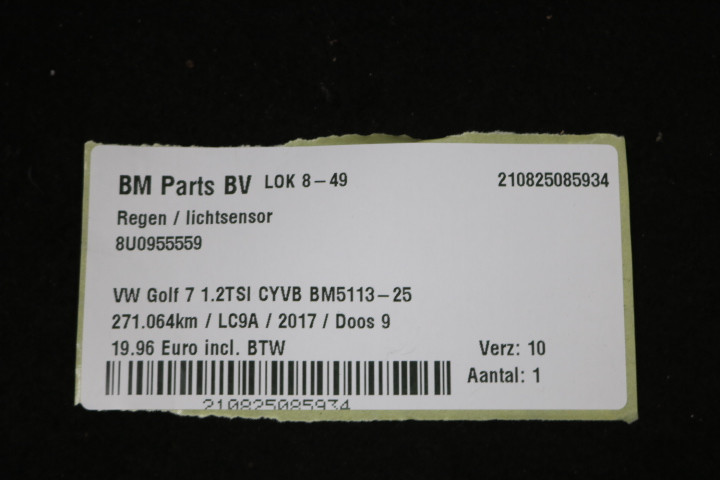 BM Parts BV LOK 8-49 210825085934
Regen / lichtsensor
8U0955559
VW Golf 7 1.2TSI CYVB BM5113-25
271.064km / LC9A / 2017 / Doos 9
19.96 Euro incl. BTW Verz: 10
Aantal: 1
210825085934